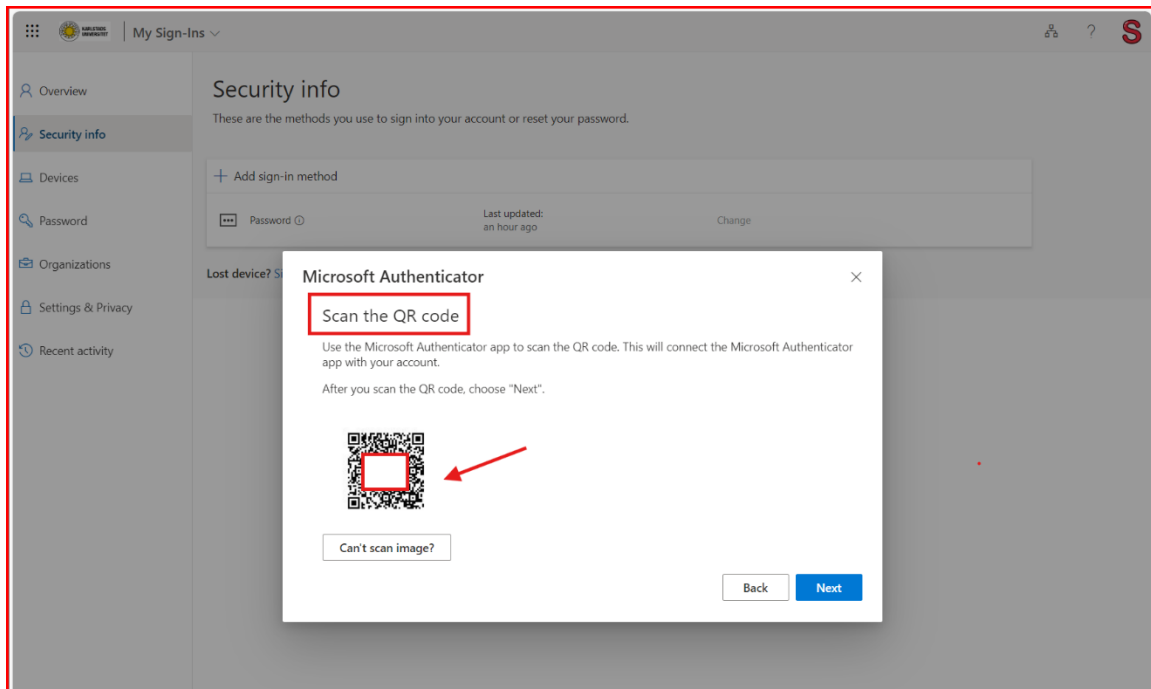 KARLSTADS
UNIVERSITET
My Sign-Ins
?
S
Overview
Security info
Devices
Password
Organizations
Settings & Privacy
Recent activity
Security info
These are the methods you use to sign into your account or reset your password.
+ Add sign-in method
Password
Last updated:
an hour ago
Change
Lost device? Si
Microsoft Authenticator
Scan the QR code
Use the Microsoft Authenticator app to scan the QR code. This will connect the Microsoft Authenticator
app with your account.
After you scan the QR code, choose "Next".
Can't scan image?
Back
Next